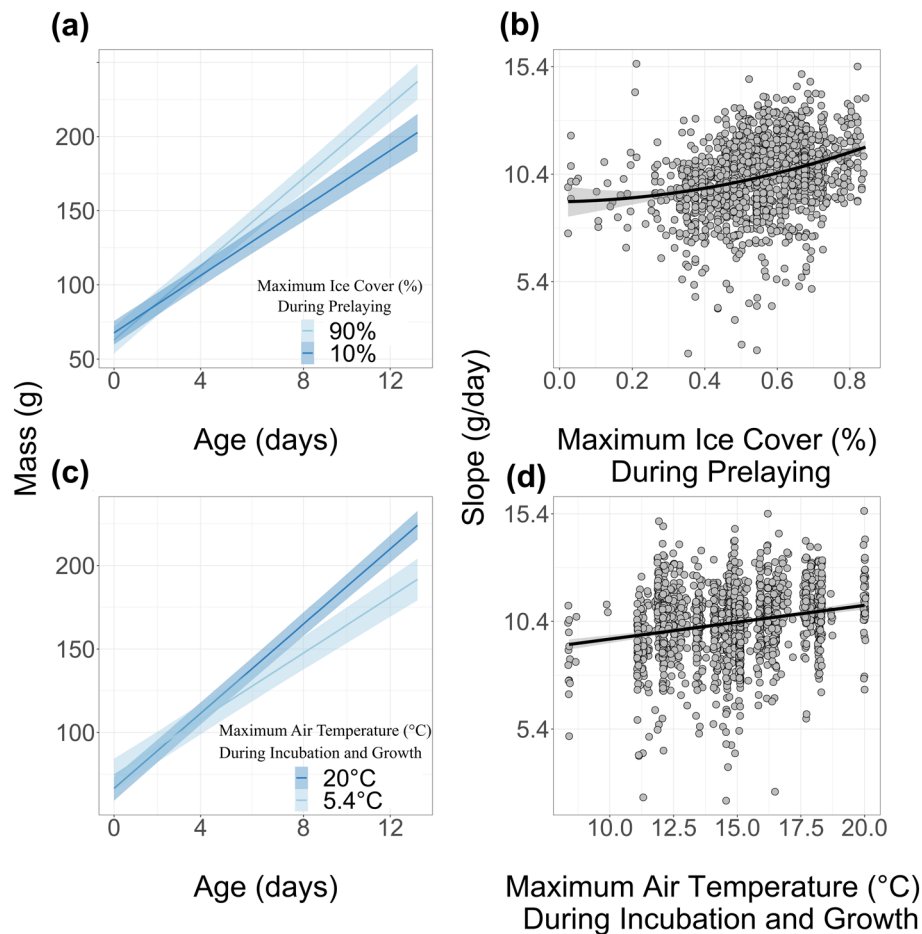 (a)
200
150
100
50
0
4
8
12
Maximum Ice Cover (%)
During Prelaying
90%
10%
Age (days)
Mass (g)
(b)
15.4
10.4
5.4
0.0
0.2
0.4
0.6
0.8
Maximum Ice Cover (%)
During Prelaying
Slope (g/day)
(c)
200
150
100
0
4
8
12
Maximum Air Temperature (°C)
During Incubation and Growth
20°C
5.4°C
Age (days)
(d)
15.4
10.4
5.4
10.0
12.5
15.0
17.5
20.0
Maximum Air Temperature (°C)
During Incubation and Growth